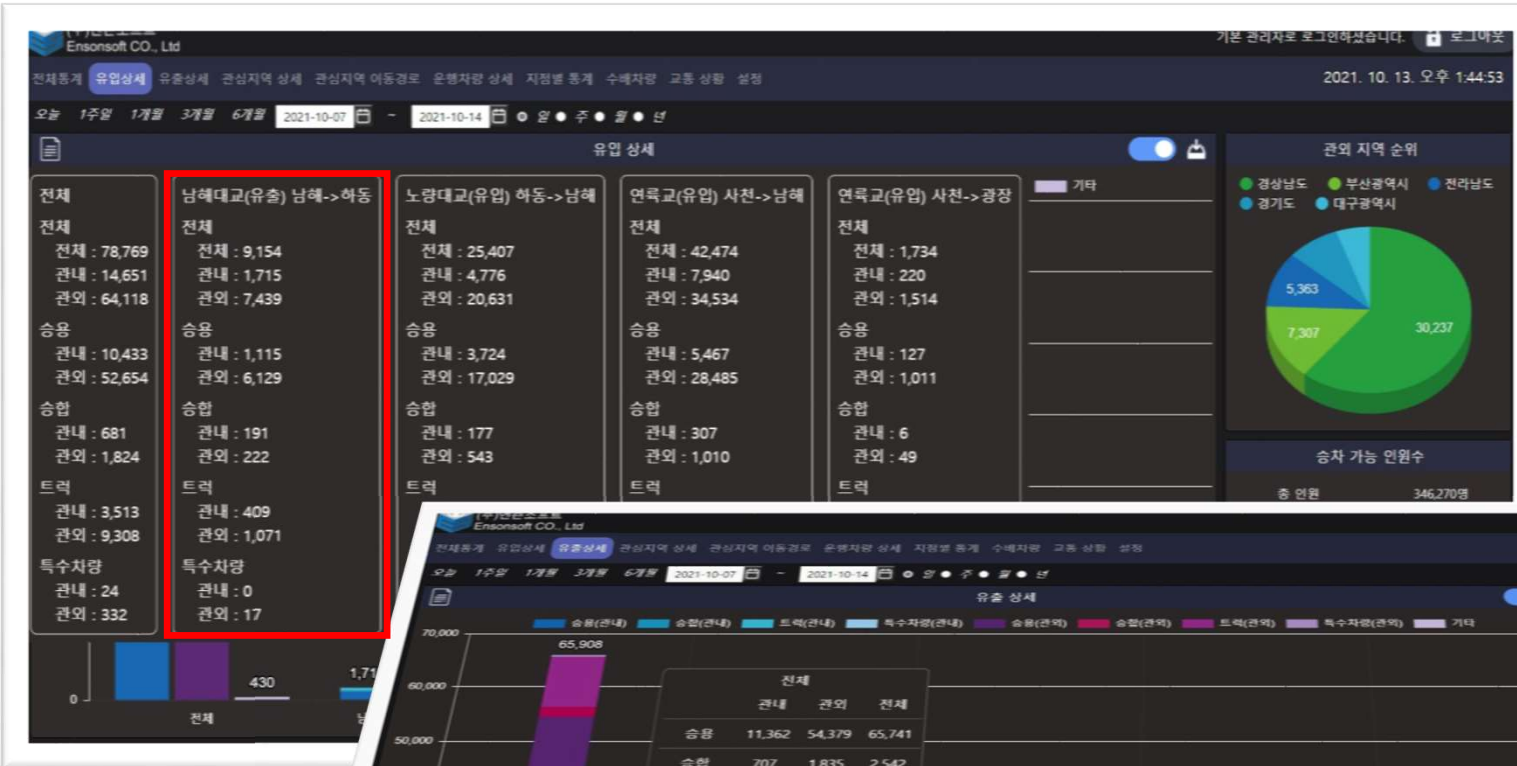 Ensonsoft CO., Ltd
기본 관리자로 로그인하셨습니다. 로그아웃
전체통계 유입상세 유출상세 관심지역 상세 관심지역 이동경로 운행차량 상세 지점별 통계 수배차량 교통 상황 설정
2021. 10. 13. 오후 1:44:53
오늘 1주일 1개월 3개월 6개월 2021-10-07 ~ 2021-10-14 일 주 월 년
유입 상세
관외 지역 순위
전체
전체
전체 : 78,769
관내 : 14,651
관외 : 64,118
승용
관내 : 10,433
관외 : 52,654
승합
관내 : 681
관외 : 1,824
트럭
관내 : 3,513
관외 : 9,308
특수차량
관내 : 24
관외 : 332
남해대교(유출) 남해->하동
전체
전체 : 9,154
관내 : 1,715
관외 : 7,439
승용
관내 : 1,115
관외 : 6,129
승합
관내 : 191
관외 : 222
트럭
관내 : 409
관외 : 1,071
특수차량
관내 : 0
관외 : 17
노량대교(유입) 하동->남해
전체
전체 : 25,407
관내 : 4,776
관외 : 20,631
승용
관내 : 3,724
관외 : 17,029
승합
관내 : 177
관외 : 543
트럭
연륙교(유입) 사천->남해
전체
전체 : 42,474
관내 : 7,940
관외 : 34,534
승용
관내 : 5,467
관외 : 28,485
승합
관내 : 307
관외 : 1,010
트럭
연륙교(유입) 사천->광장
전체
전체 : 1,734
관내 : 220
관외 : 1,514
승용
관내 : 127
관외 : 1,011
승합
관내 : 6
관외 : 49
트럭
기타
경상남도 부산광역시 전라남도
경기도 대구광역시
5,363
7,307
30,237
승차 가능 인원수
총 인원 346,270명
430
0
전체
Ensonsoft CO., Ltd
전체통계 유입상세 유출상세 관심지역 상세 관심지역 이동경로 운행차량 상세 지점별 통계 수배차량 교통 상황 설정
오늘 1주일 1개월 3개월 6개월 2021-10-07 ~ 2021-10-14 일 주 월 년
유출 상세
승용(관내) 승합(관내) 트럭(관내) 특수차량(관내) 승용(관외) 승합(관외) 트럭(관외) 특수차량(관외) 기타
70,000
65,908
60,000
50,000
전체
관내 관외 전체
승용 11,362 54,379 65,741
승합 707 1,835 2,542